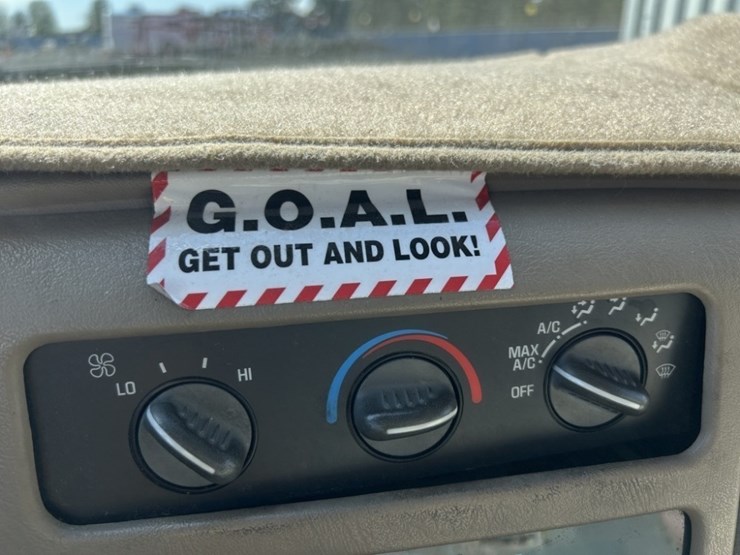 G.O.A.L.
GET OUT AND LOOK!
LO
HI
A/C
MAX
A/C
OFF